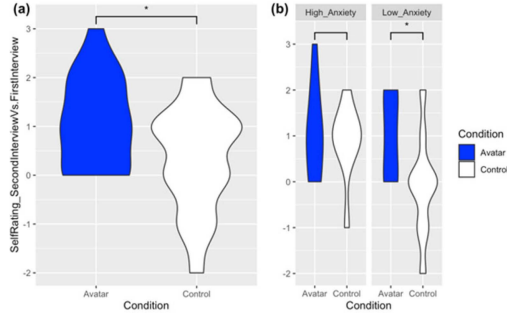 (a)
*
SelfRating_SecondInterviewVs.FirstInterview
3
2
1
0
-1
-2
Avatar Control
Condition
(b)
High_Anxiety Low_Anxiety
*
3
2
1
0
-1
-2
Avatar Control Avatar Control
Condition
Condition
Avatar
Control